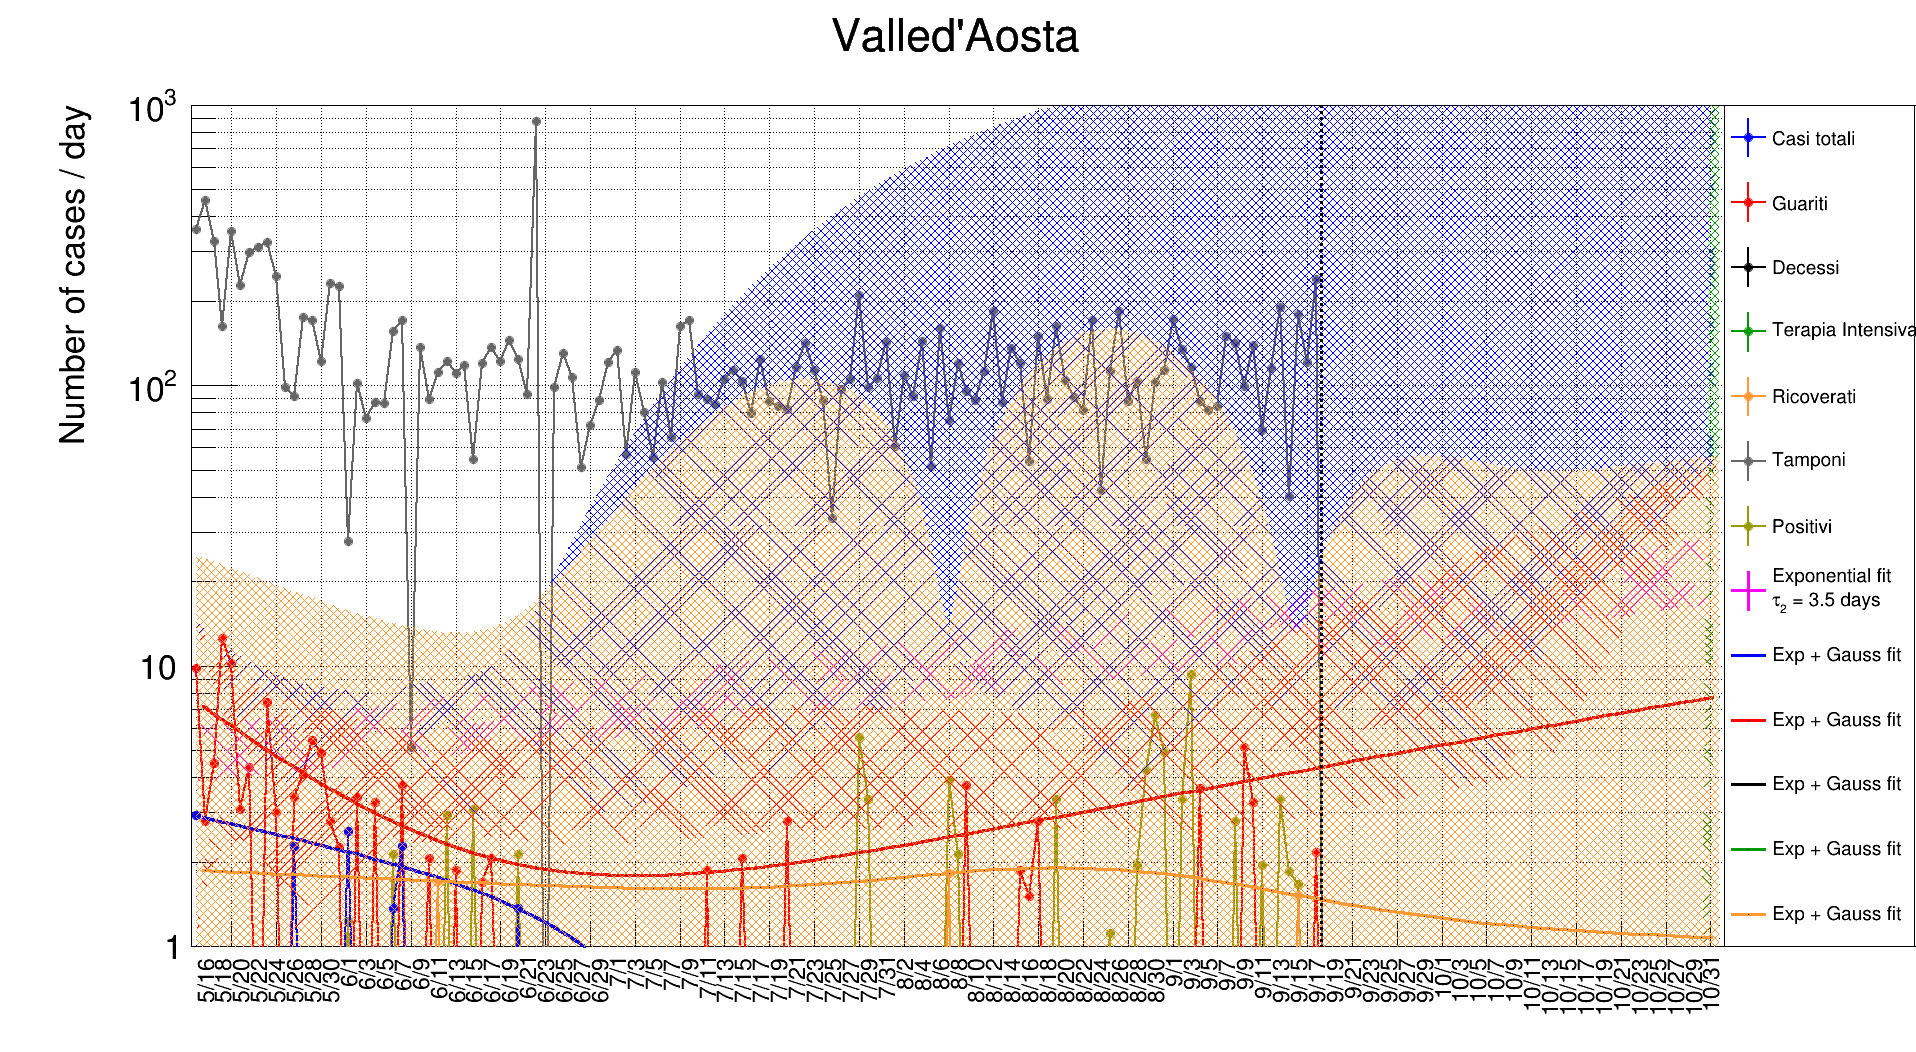 Valled'Aosta
Number of cases / day
10³
10²
10
1
Casi totali
Guariti
Decessi
Terapia Intensiva
Ricoverati
Tamponi
Positivi
Exponential fit
τ₂ = 3.5 days
Exp + Gauss fit
Exp + Gauss fit
Exp + Gauss fit
Exp + Gauss fit
Exp + Gauss fit
5/16 5/18 5/20 5/22 5/24 5/26 5/28 5/30 6/1 6/3 6/5 6/7 6/9 6/11 6/13 6/15 6/17 6/19 6/21 6/23 6/25 6/27 6/29 7/1 7/3 7/5 7/7 7/9 7/11 7/13 7/15 7/17 7/19 7/21 7/23 7/25 7/27 7/29 7/31 8/2 8/4 8/6 8/8 8/10 8/12 8/14 8/16 8/18 8/20 8/22 8/24 8/26 8/28 8/30 9/1 9/3 9/5 9/7 9/9 9/11 9/13 9/15 9/17 9/19 9/21 9/23 9/25 9/27 9/29 10/1 10/3 10/5 10/7 10/9 10/11 10/13 10/15 10/17 10/19 10/21 10/23 10/25 10/27 10/29 10/31